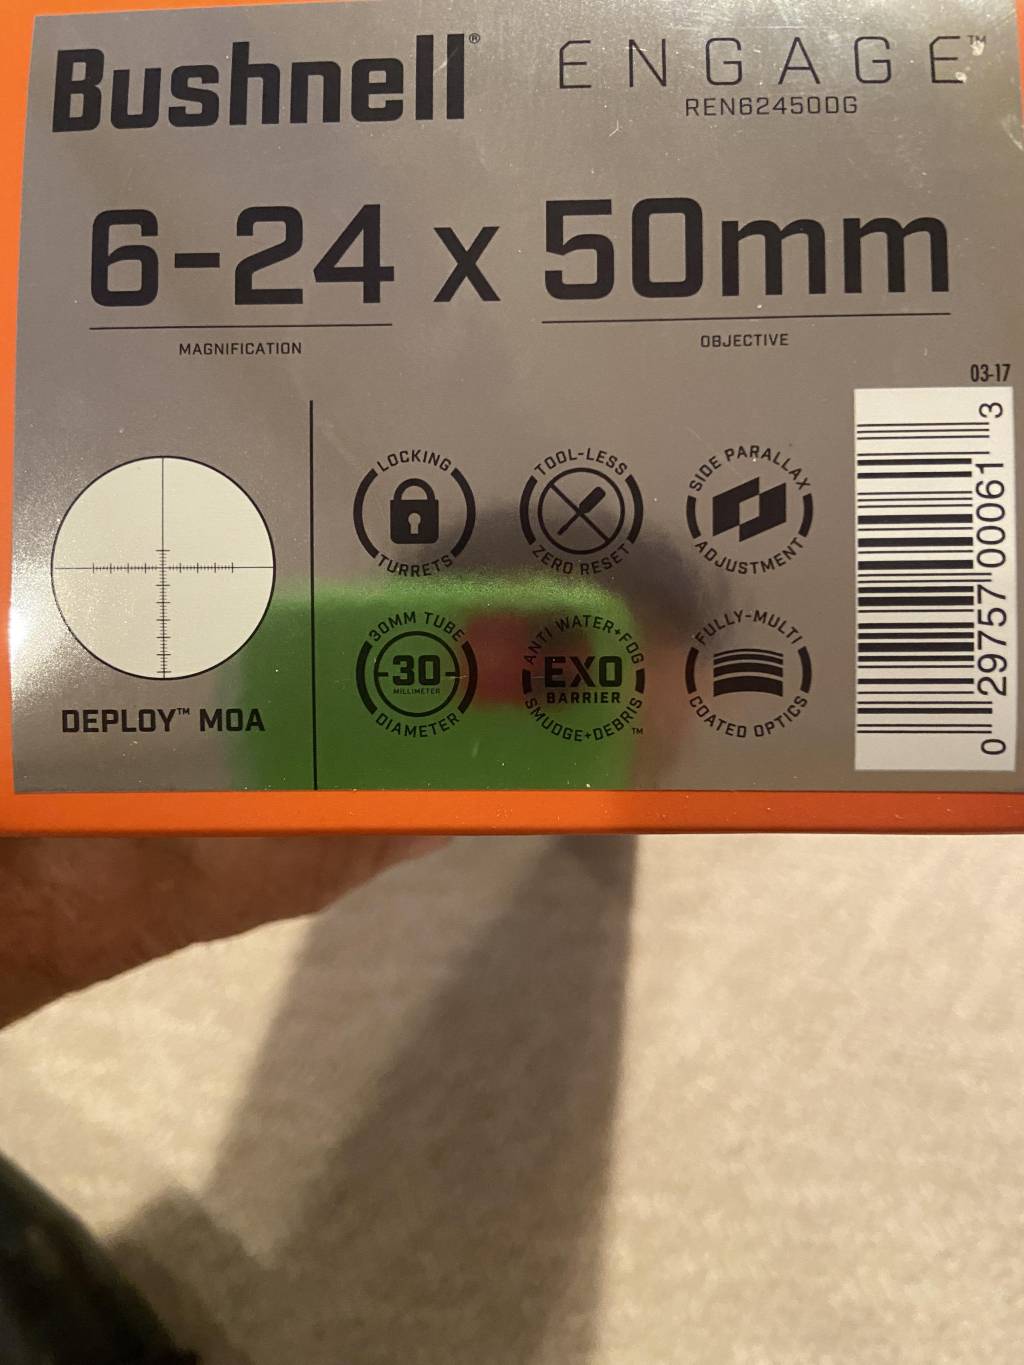 Bushnell®
ENGAGE™
REN62450DG
6-24 x 50mm
MAGNIFICATION
OBJECTIVE
03-17
LOCKING
TURRETS
TOOL-LESS
ZERO RESET
SIDE PARALLAX
ADJUSTMENT
30MM TUBE
30
MILLIMETER
DIAMETER
ANTI WATER+FOG
EXO
BARRIER
SMUDGE+DEBRIS™
FULLY-MULTI
COATED OPTICS
DEPLOY™ MOA
0 29757 00061 3